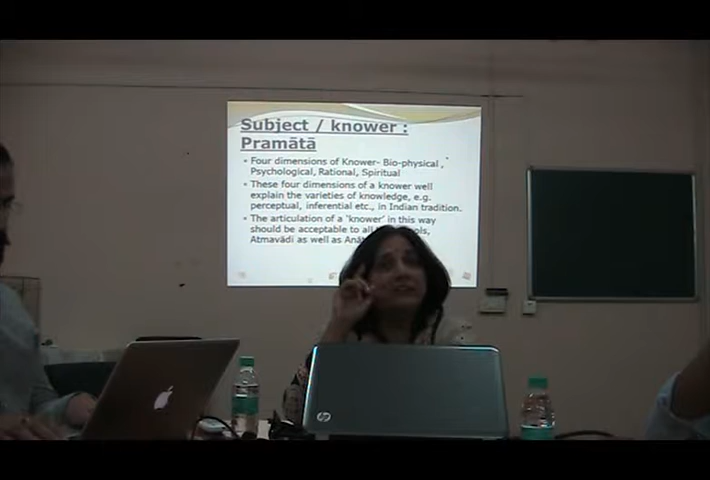 Subject / knower :
Pramātā
• Four dimensions of Knower- Bio-physical ,
Psychological, Rational, Spiritual
• These four dimensions of a knower well
explain the varieties of knowledge, e.g.
perceptual, inferential etc., in Indian tradition.
• The articulation of a 'knower' in this way
should be acceptable to all
Atmavādi as well as
hp